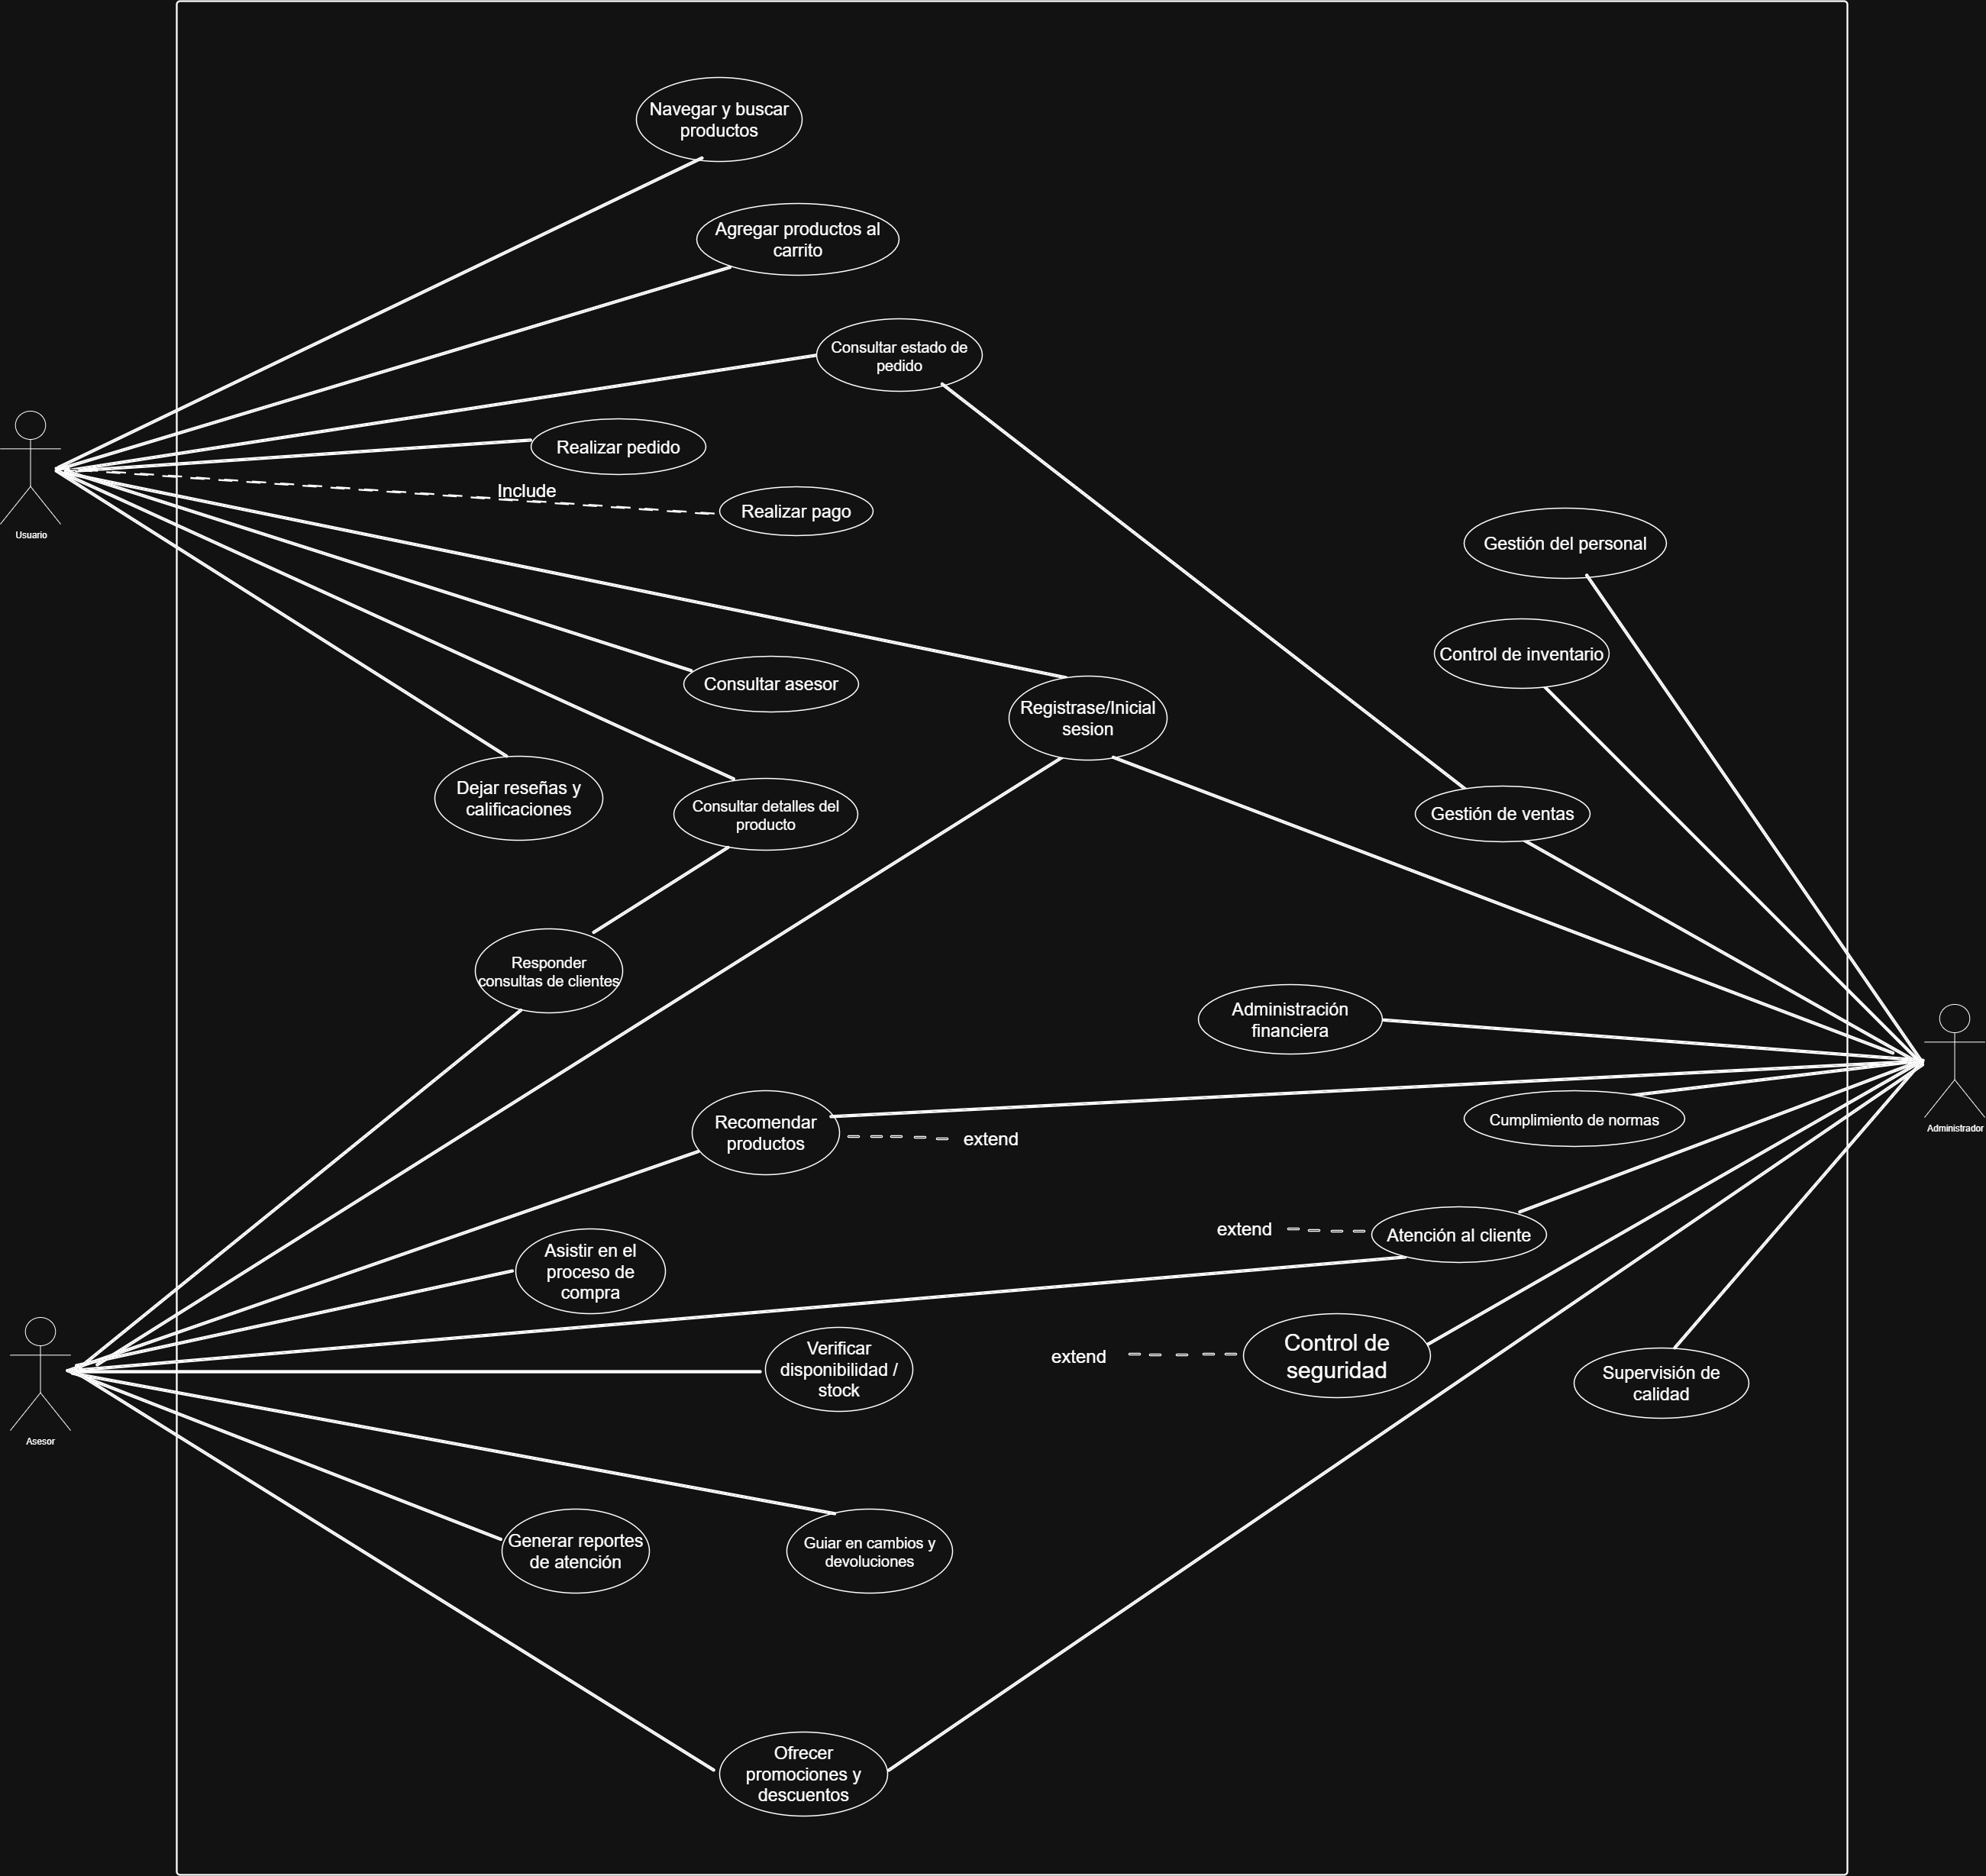 Navegar y buscar
productos
Agregar productos al
carrito
Consultar estado de
pedido
Realizar pedido
Include
Realizar pago
Usuario
Gestión del personal
Control de inventario
Consultar asesor
Registrase/Inicial
sesion
Dejar reseñas y
calificaciones
Consultar detalles del
producto
Gestión de ventas
Responder
consultas de clientes
Administración
financiera
Recomendar
productos
extend
Cumplimiento de normas
Administrador
extend
Atención al cliente
Asistir en el
proceso de
compra
Verificar
disponibilidad /
stock
extend
Control de
seguridad
Supervisión de
calidad
Asesor
Generar reportes
de atención
Guiar en cambios y
devoluciones
Ofrecer
promociones y
descuentos